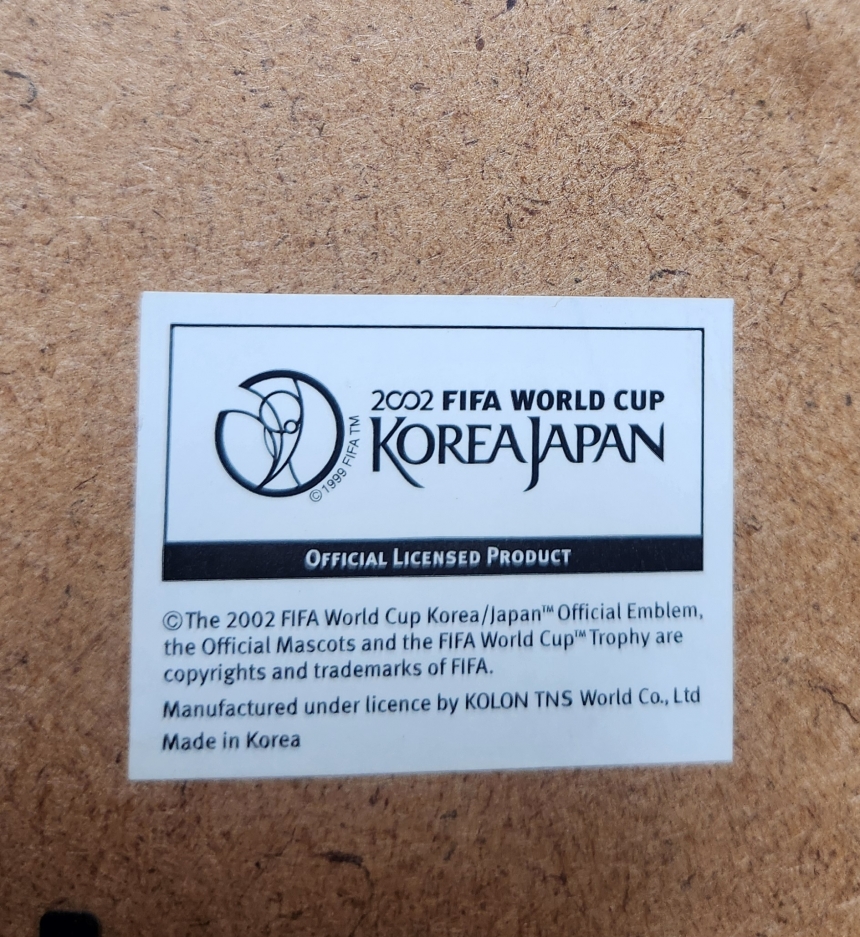 2002 FIFA WORLD CUP
KOREA JAPAN
©1999 FIFA TM
OFFICIAL LICENSED PRODUCT
©The 2002 FIFA World Cup Korea/Japan™ Official Emblem,
the Official Mascots and the FIFA World Cup™ Trophy are
copyrights and trademarks of FIFA.
Manufactured under licence by KOLON TNS World Co., Ltd
Made in Korea